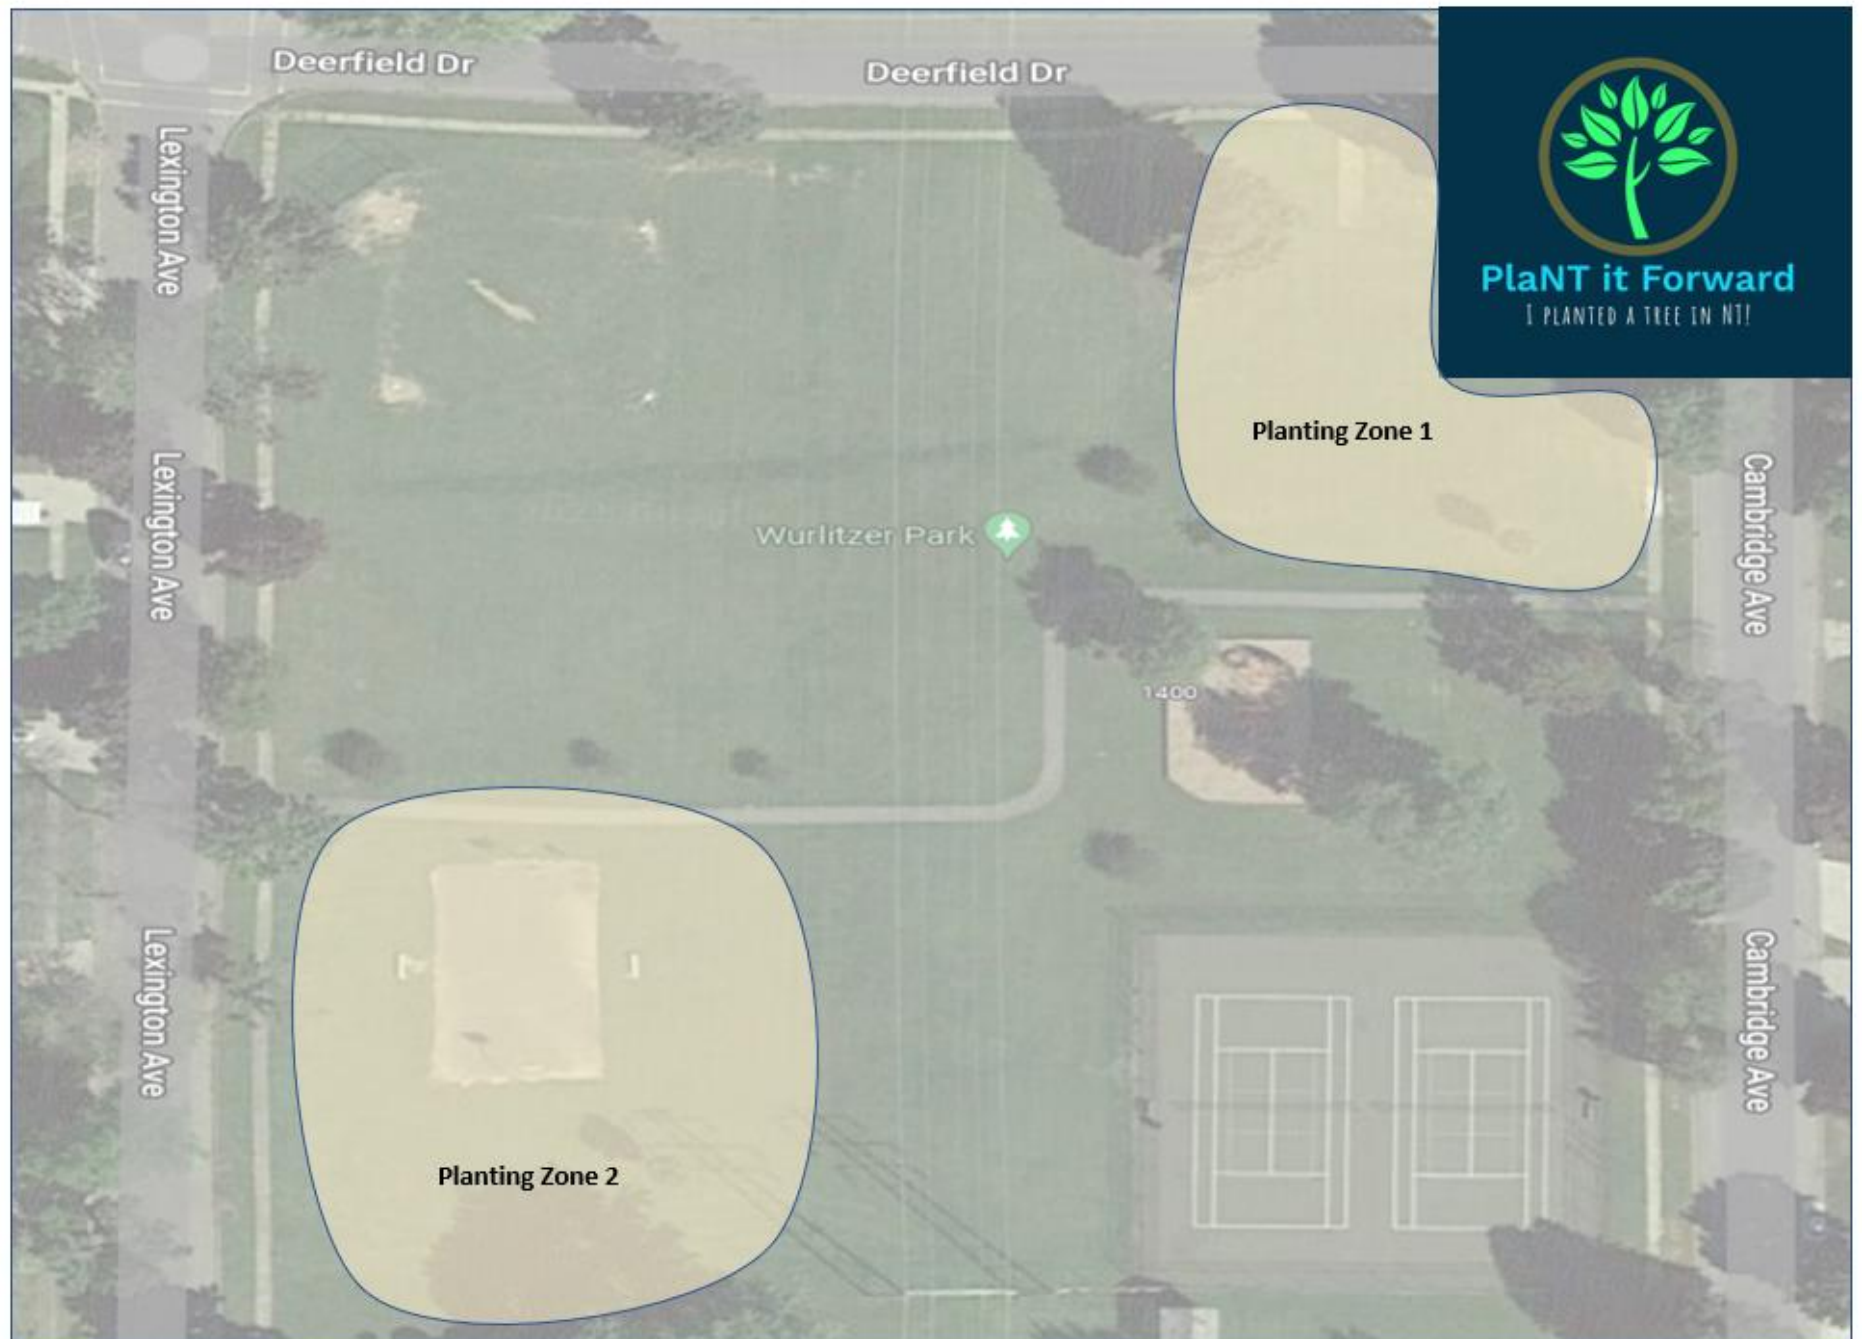 Deerfield Dr
Deerfield Dr
PlaNT it Forward
I PLANTED A TREE IN NT!
Lexington Ave
Planting Zone 1
Lexington Ave
Cambridge Ave
Wurlitzer Park
1400
Lexington Ave
Cambridge Ave
Planting Zone 2